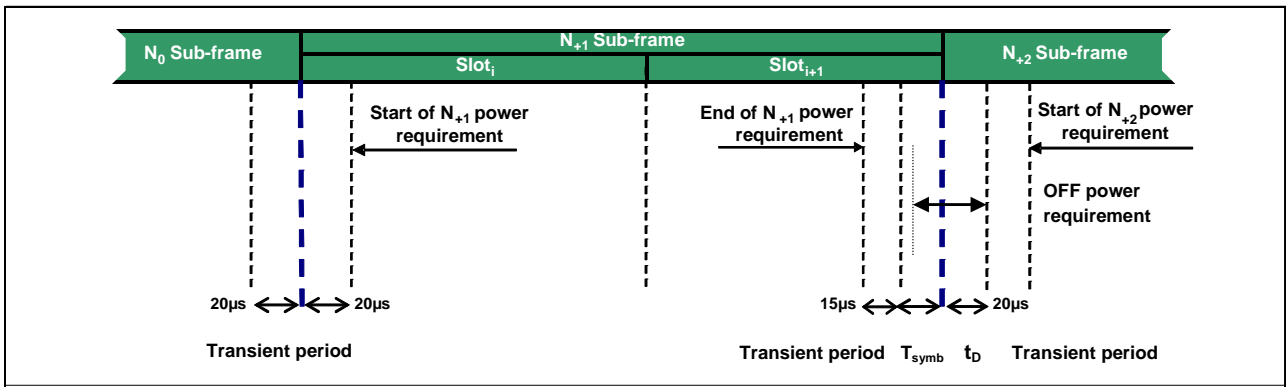 N+1 Sub-frame
N0 Sub-frame
N+2 Sub-frame
Sloti
Sloti+1
Start of N+1 power
requirement
End of N+1 power
requirement
Start of N+2 power
requirement
OFF power
requirement
20µs
20µs
15µs
20µs
Transient period
Transient period
Tsymb
tD
Transient period